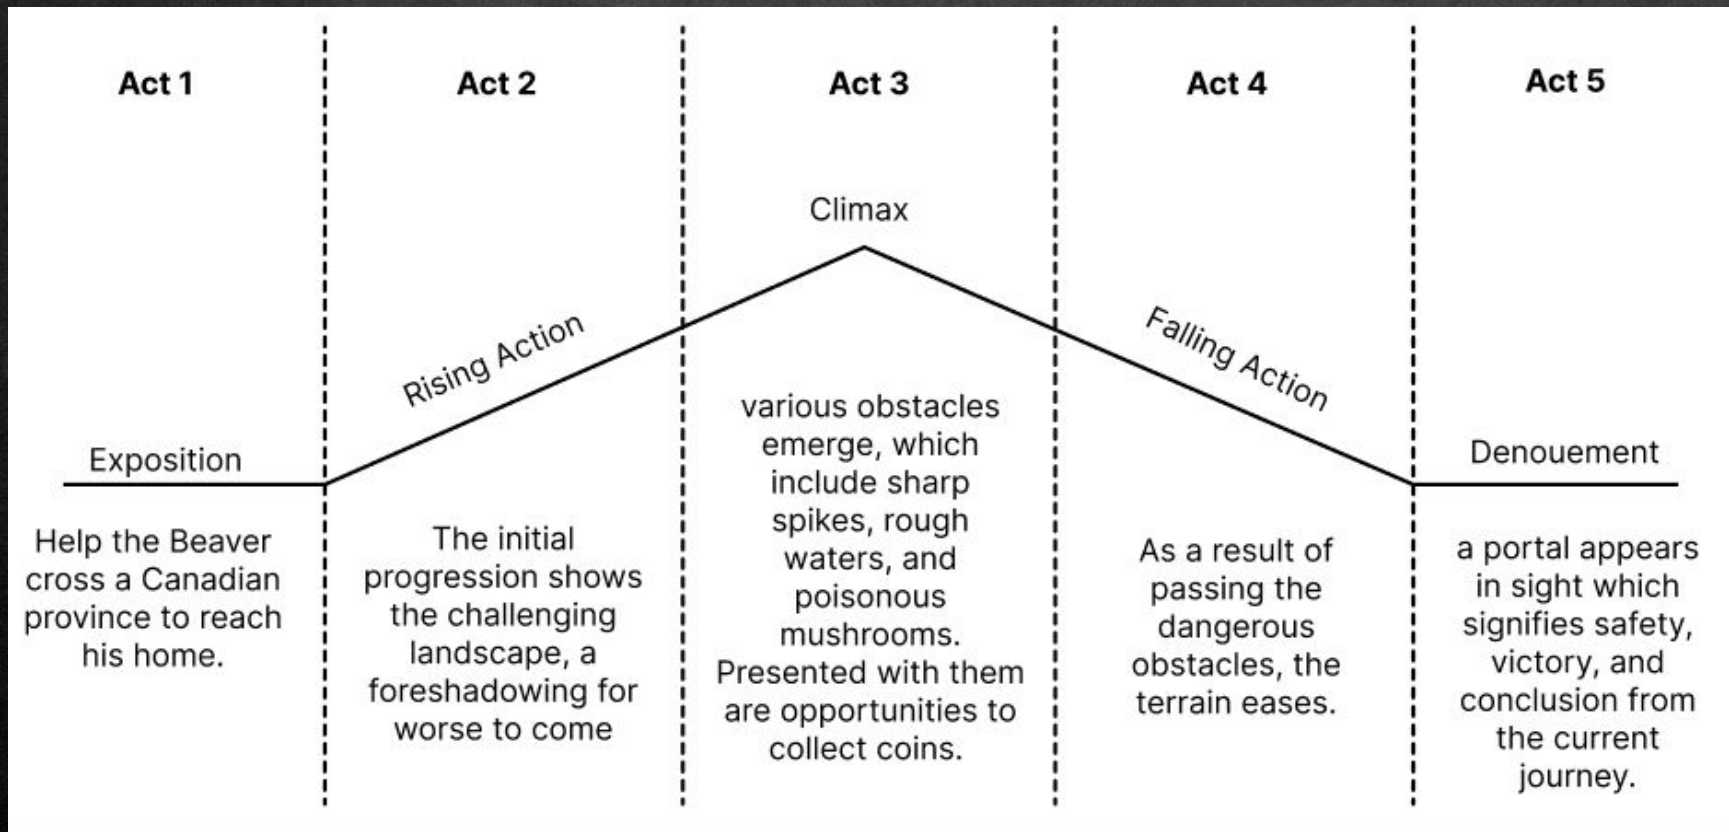 Act 1
Act 2
Act 3
Act 4
Act 5
Exposition
Rising Action
Climax
Falling Action
Denouement
Help the Beaver
cross a Canadian
province to reach
his home.
The initial
progression shows
the challenging
landscape, a
foreshadowing for
worse to come
various obstacles
emerge, which
include sharp
spikes, rough
waters, and
poisonous
mushrooms.
Presented with them
are opportunities to
collect coins.
As a result of
passing the
dangerous
obstacles, the
terrain eases.
a portal appears
in sight which
signifies safety,
victory, and
conclusion from
the current
journey.